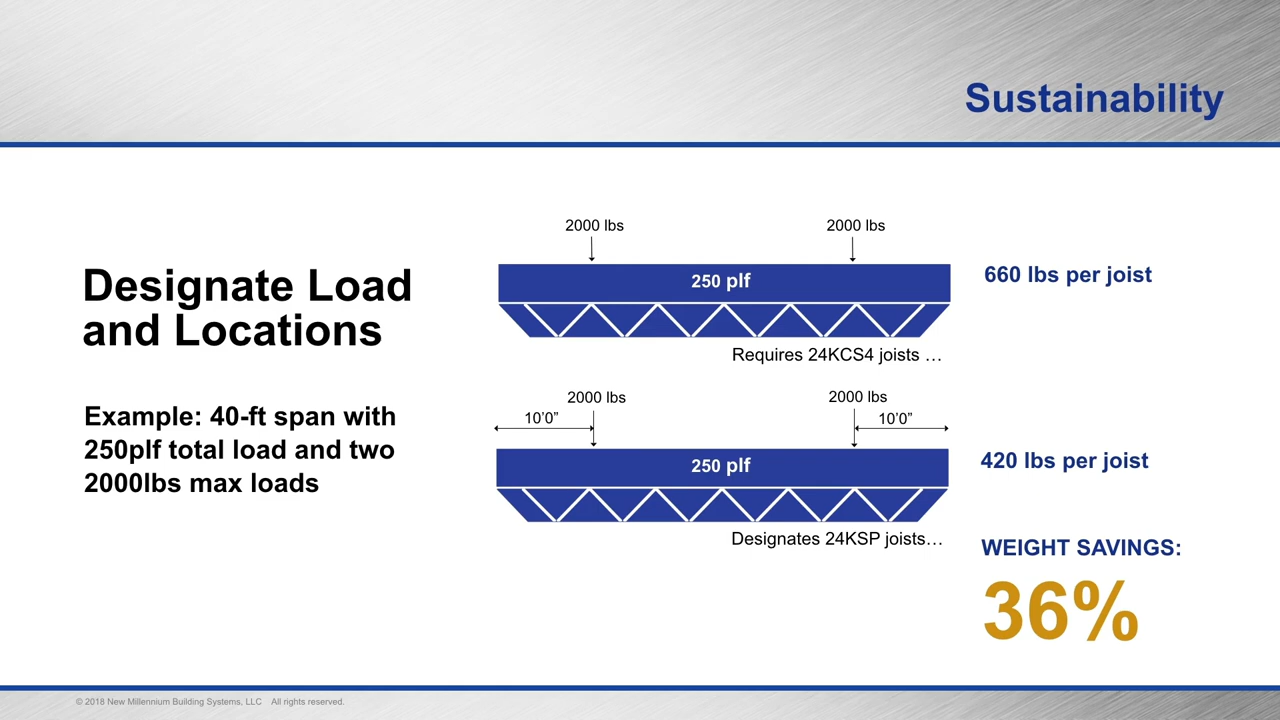 Sustainability
Designate Load
and Locations
Example: 40-ft span with
250plf total load and two
2000lbs max loads
2000 lbs
2000 lbs
250 plf
660 lbs per joist
Requires 24KCS4 joists …
2000 lbs
2000 lbs
10’0”
10’0”
250 plf
420 lbs per joist
Designates 24KSP joists…
WEIGHT SAVINGS:
36%
© 2018 New Millennium Building Systems, LLC All rights reserved.